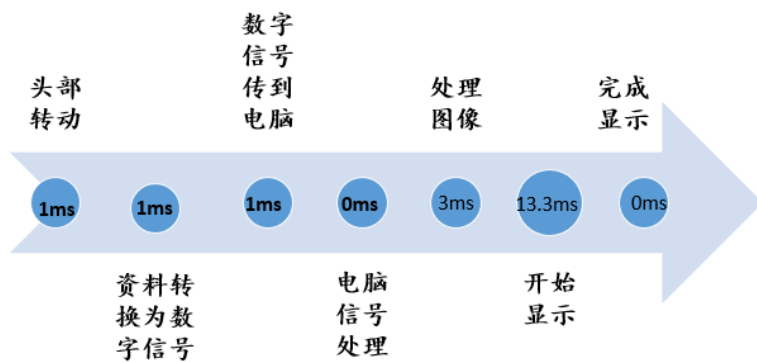 头部
转动
1ms
资料转
换为数
字信号
1ms
数字
信号
传到
电脑
1ms
电脑
信号
处理
0ms
处理
图像
3ms
开始
显示
13.3ms
完成
显示
0ms